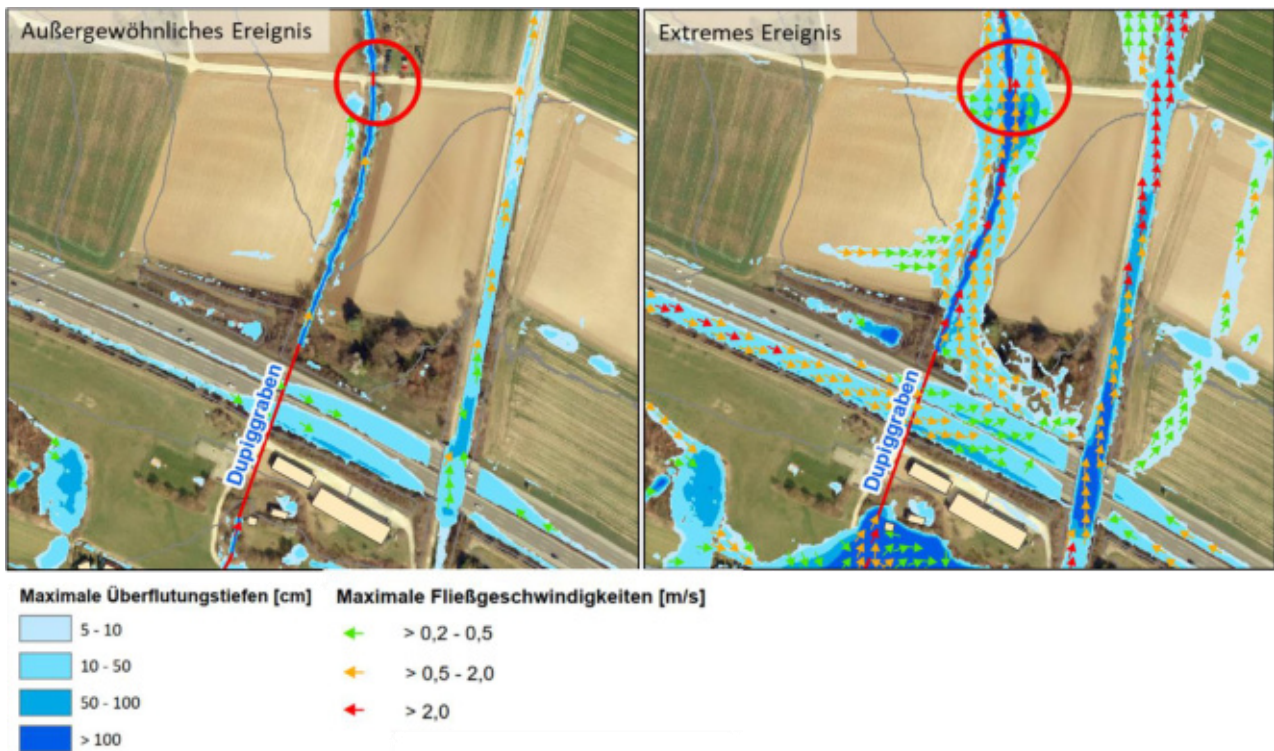 Außergewöhnliches Ereignis
Extremes Ereignis
Dupiggraben
Dupiggraben
Maximale Überflutungstiefen [cm]
5 - 10
10 - 50
50 - 100
> 100
Maximale Fließgeschwindigkeiten [m/s]
> 0,2 - 0,5
> 0,5 - 2,0
> 2,0